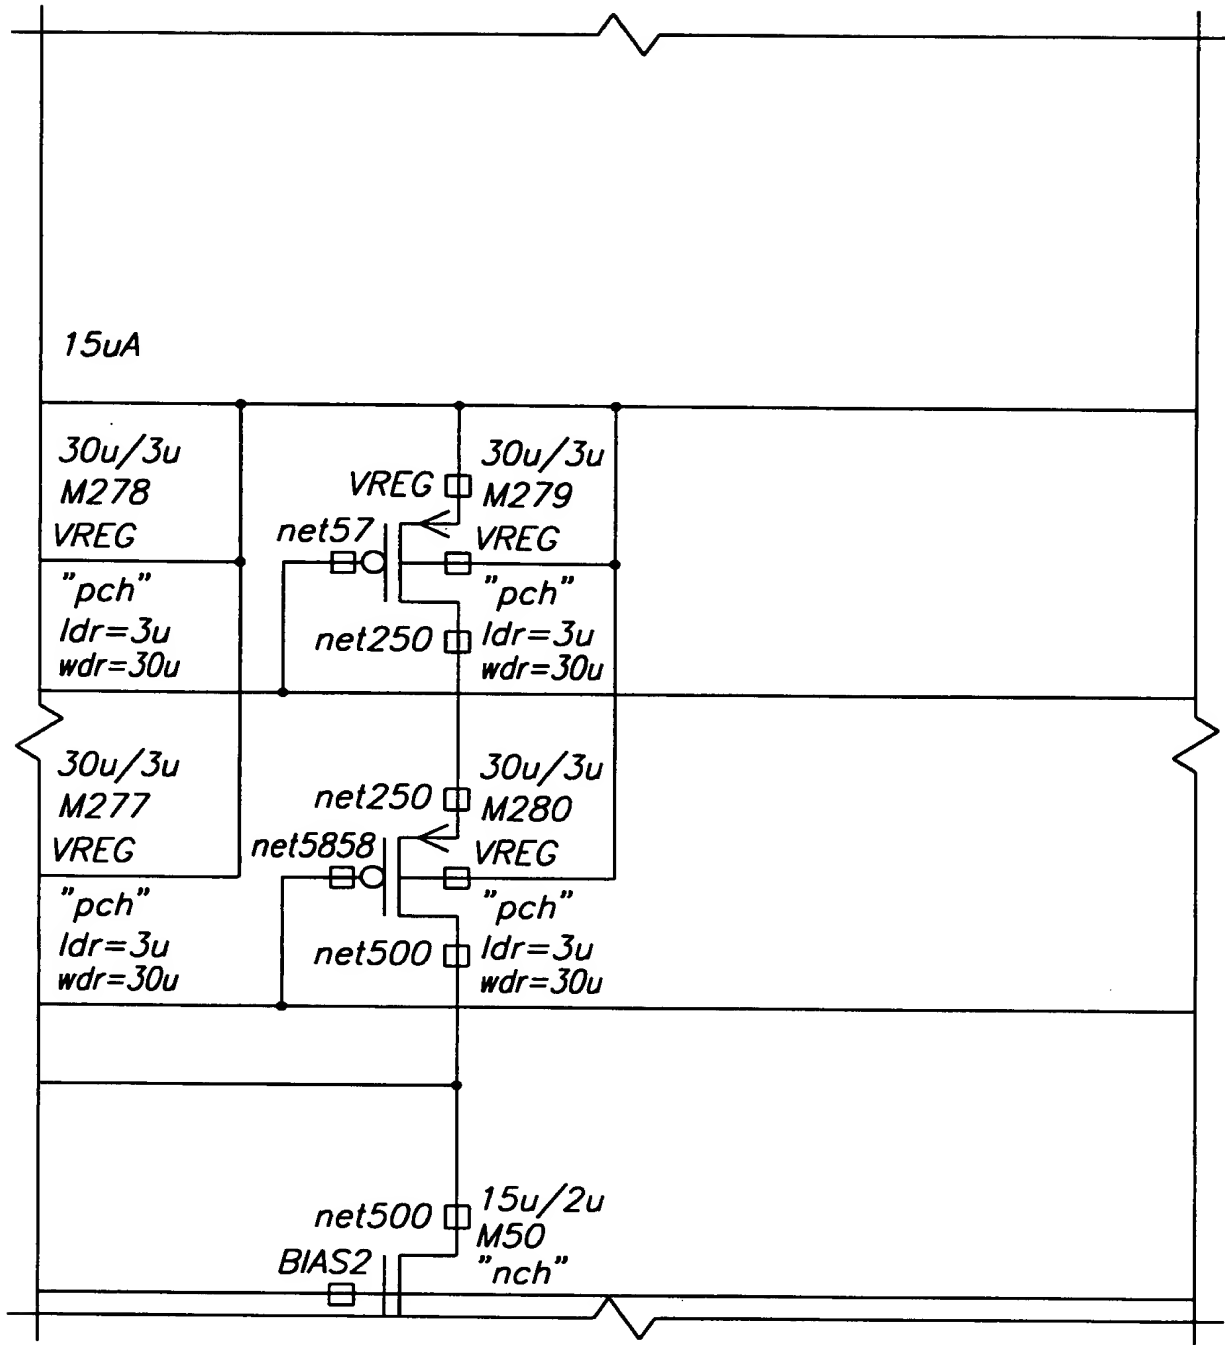 15uA
30u/3u
M278
VREG
"pch"
ldr=3u
wdr=30u
VREG
net57
net250
30u/3u
M279
VREG
"pch"
ldr=3u
wdr=30u
30u/3u
M277
VREG
"pch"
ldr=3u
wdr=30u
net250
net5858
net500
30u/3u
M280
VREG
"pch"
ldr=3u
wdr=30u
net500
BIAS2
15u/2u
M50
"nch"